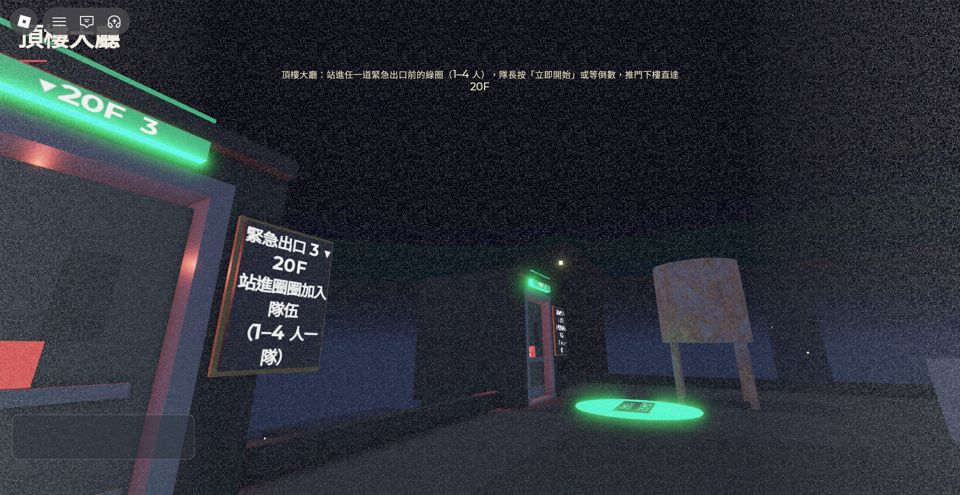 頂樓大廳
頂樓大廳：站進任一道緊急出口前的綠圈（1–4 人），隊長按「立即開始」或等倒數，推門下樓直達
20F
▼20F 3
緊急出口 3 ▼
20F
站進圈圈加入
隊伍
（1–4 人一
隊）